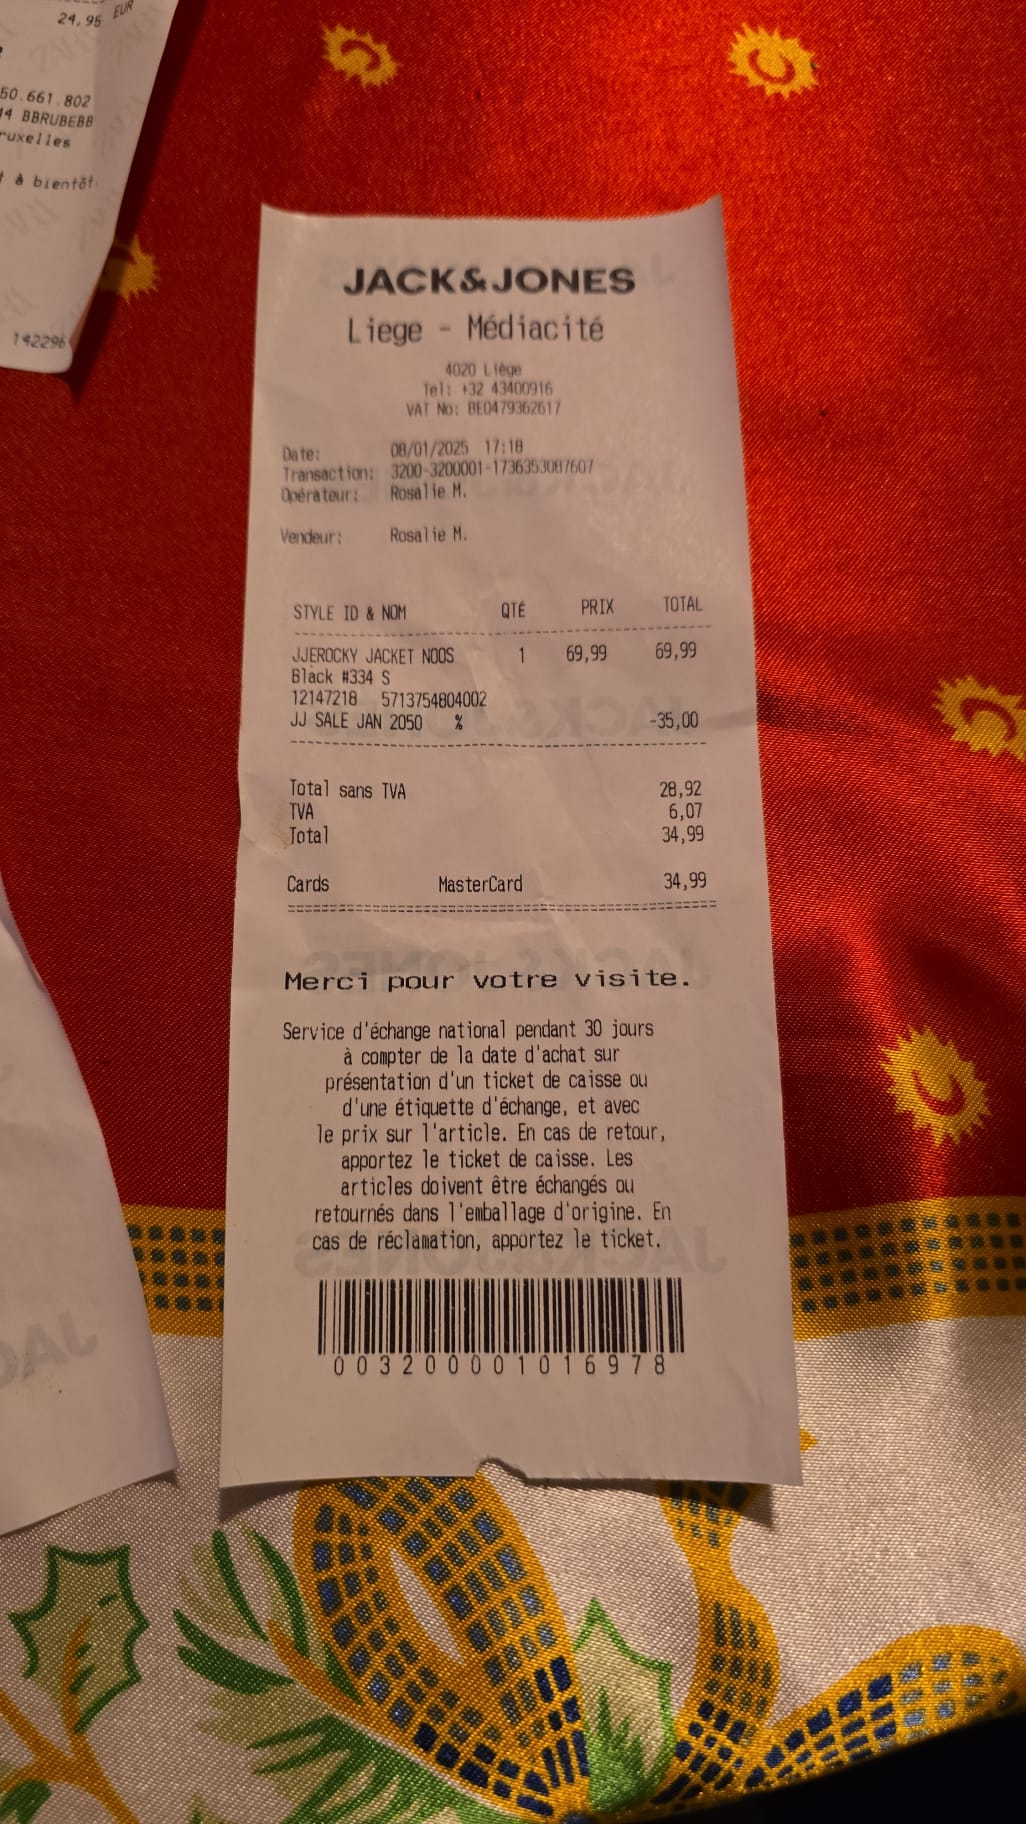 24,95 EUR
50.661.802
14 BBRUBEBB
ruxelles
t à bientôt
142296
JACK&JONES
Liege - Médiacité
4020 Liège
Tel: +32 43400916
VAT No: BE0479362617
Date: 08/01/2025 17:18
Transaction: 3200-3200001-1736353087607
Opérateur: Rosalie M.
Vendeur: Rosalie M.
STYLE ID & NOM QTÉ PRIX TOTAL
JJEROCKY JACKET NOOS 1 69,99 69,99
Black #334 S
12147218 5713754804002
JJ SALE JAN 2050 % -35,00
Total sans TVA 28,92
TVA 6,07
Total 34,99
Cards MasterCard 34,99
Merci pour votre visite.
Service d'échange national pendant 30 jours
à compter de la date d'achat sur
présentation d'un ticket de caisse ou
d'une étiquette d'échange, et avec
le prix sur l'article. En cas de retour,
apportez le ticket de caisse. Les
articles doivent être échangés ou
retournés dans l'emballage d'origine. En
cas de réclamation, apportez le ticket.
0032000001016978